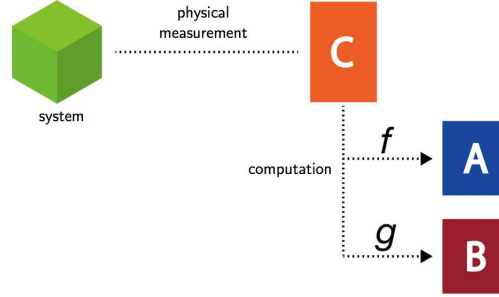 physical
measurement
C
system
f
A
computation
g
B